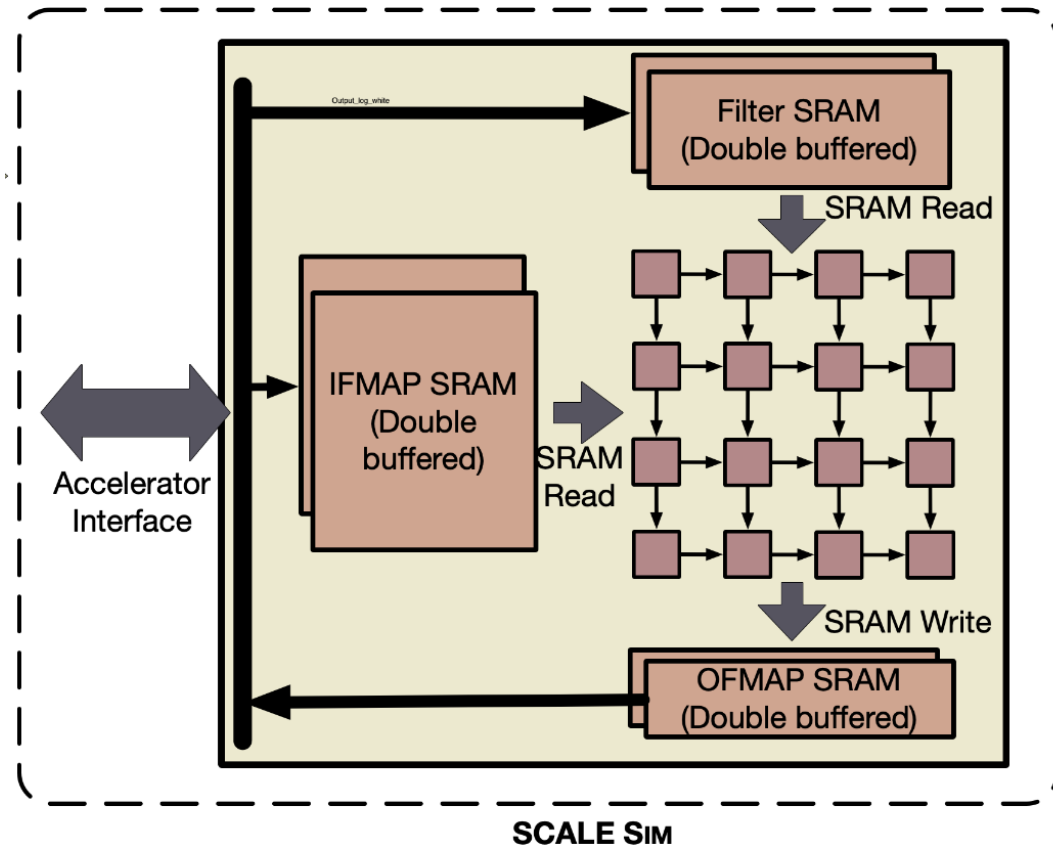 Output_log_white
Filter SRAM
(Double buffered)
SRAM Read
IFMAP SRAM
(Double
buffered)
SRAM
Read
Accelerator
Interface
SRAM Write
OFMAP SRAM
(Double buffered)
SCALE SIM